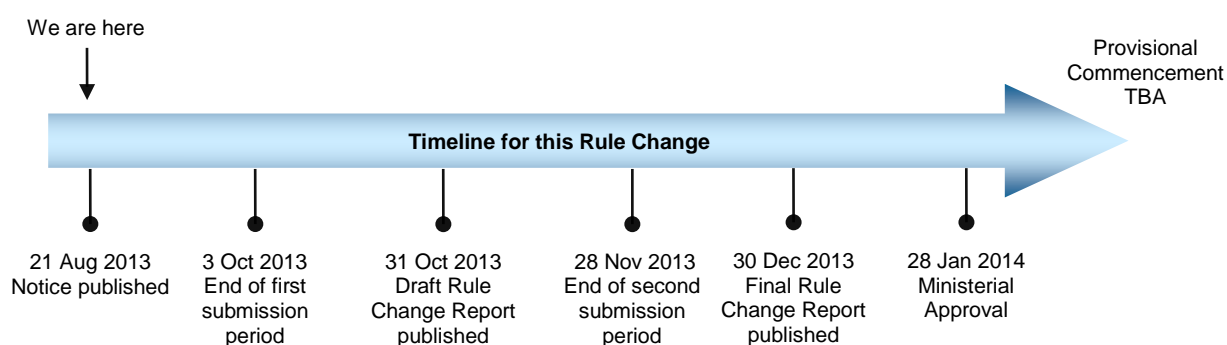 We are here
Provisional
Commencement
TBA
Timeline for this Rule Change
21 Aug 2013
Notice published
3 Oct 2013
End of first
submission
period
31 Oct 2013
Draft Rule
Change Report
published
28 Nov 2013
End of second
submission
period
30 Dec 2013
Final Rule
Change Report
published
28 Jan 2014
Ministerial
Approval